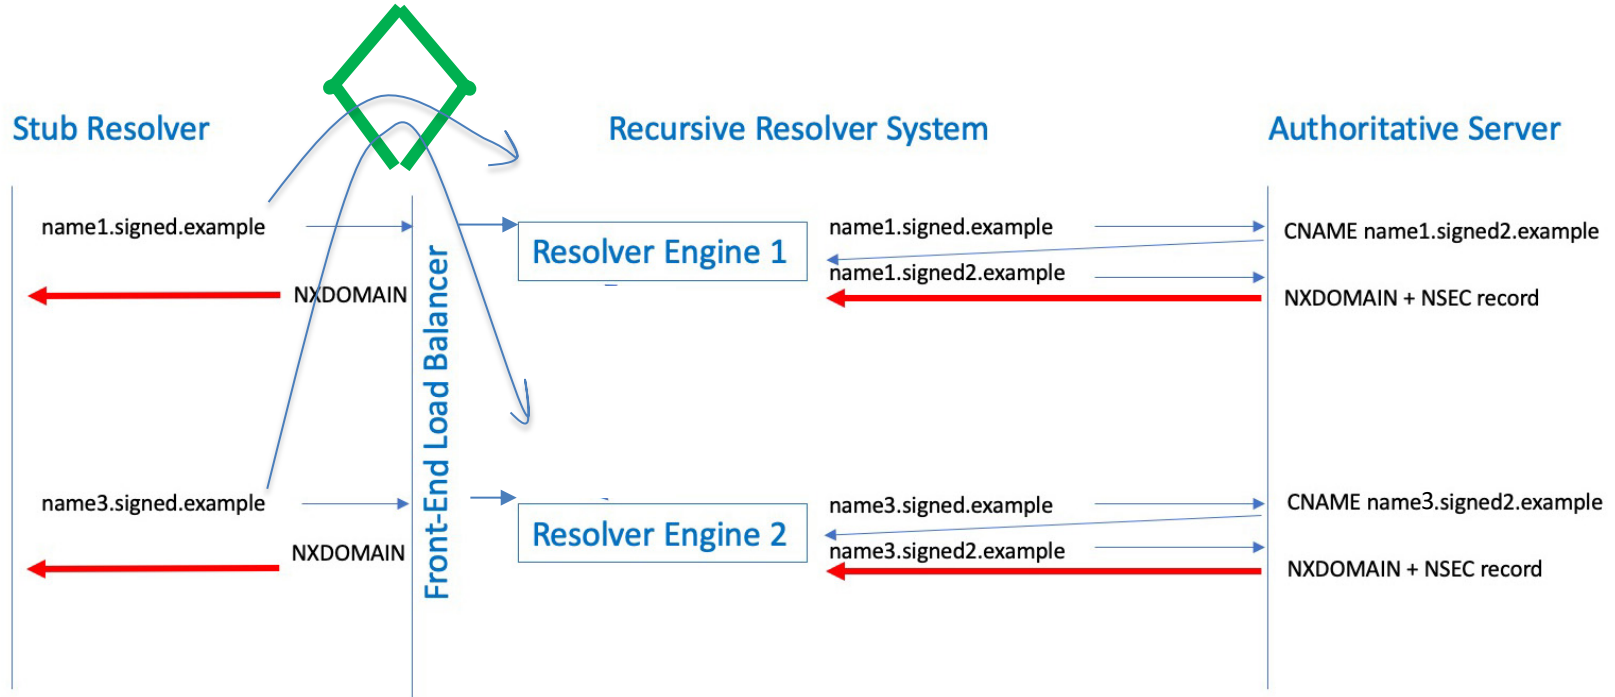 Stub Resolver
Recursive Resolver System
Authoritative Server
name1.signed.example
NXDOMAIN
Front-End Load Balancer
Resolver Engine 1
name1.signed.example
CNAME name1.signed2.example
name1.signed2.example
NXDOMAIN + NSEC record
name3.signed.example
NXDOMAIN
Resolver Engine 2
name3.signed.example
CNAME name3.signed2.example
name3.signed2.example
NXDOMAIN + NSEC record